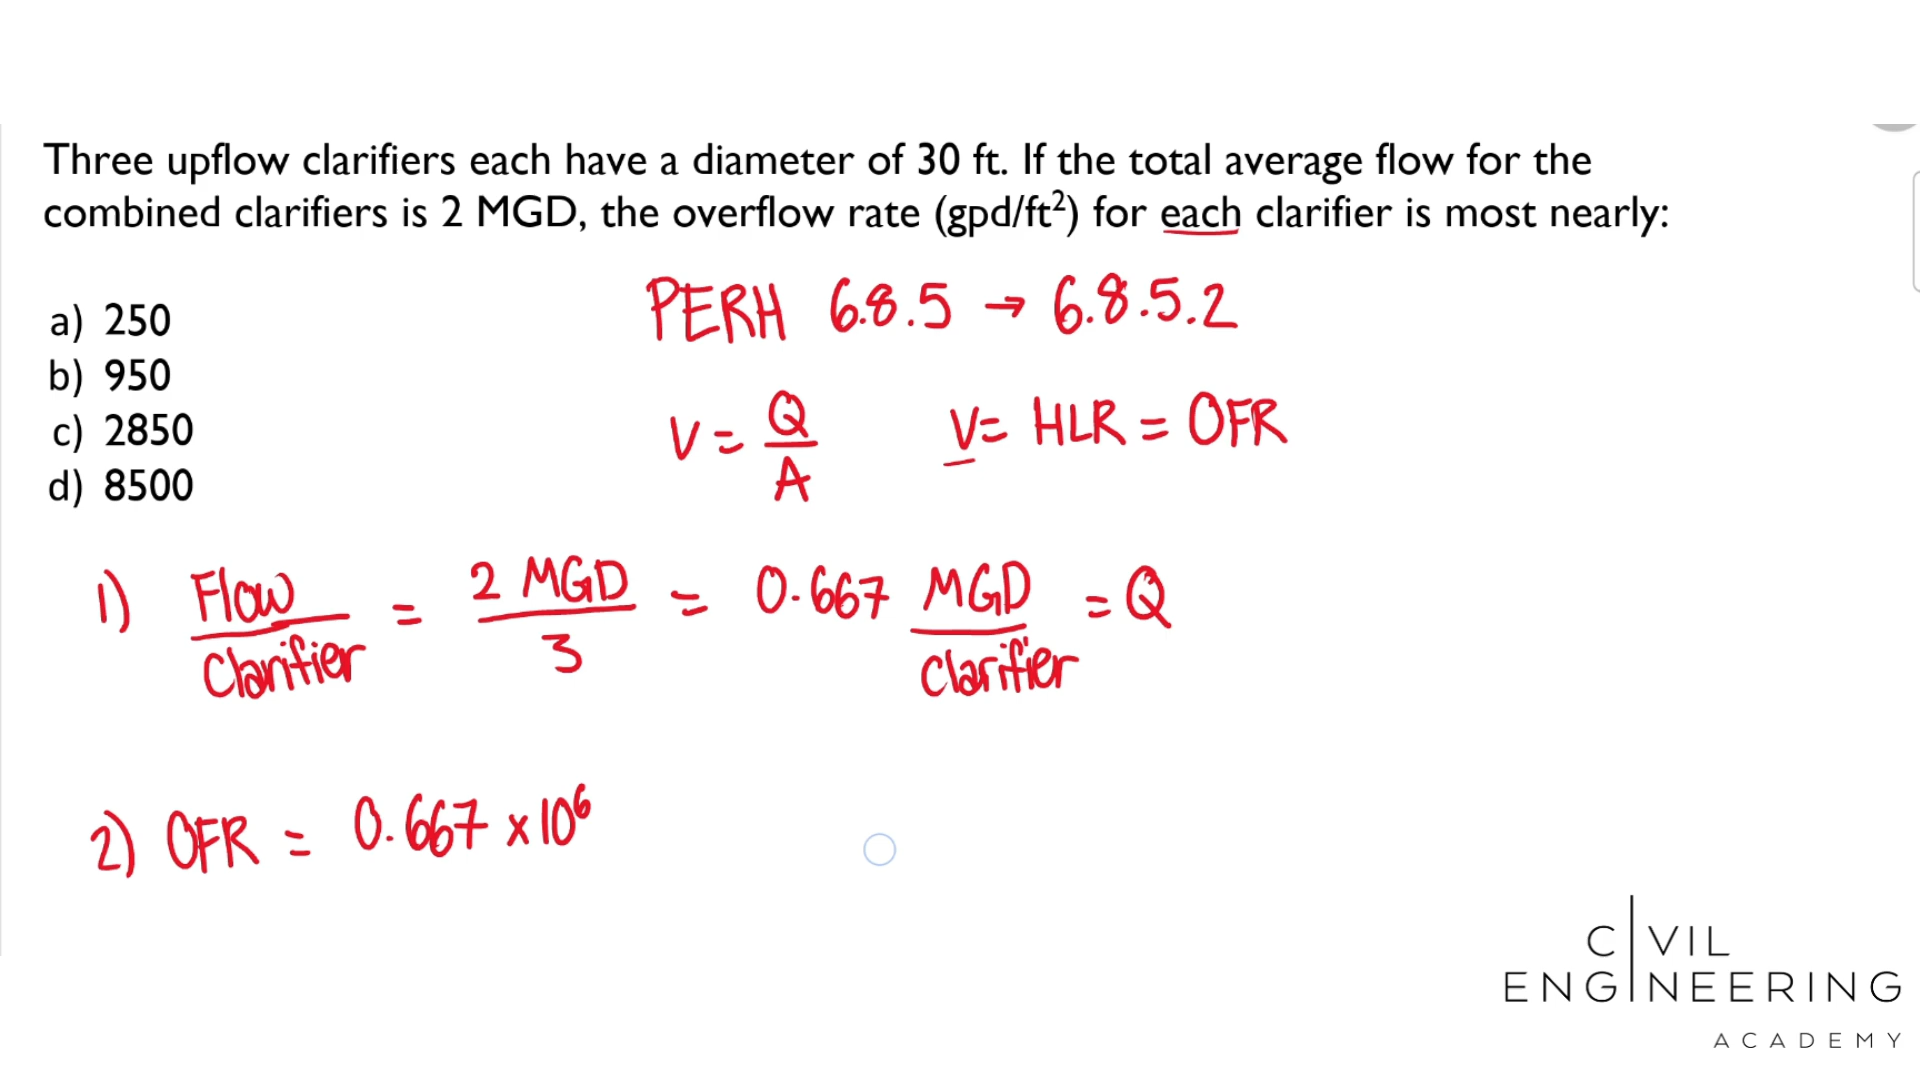 Three upflow clarifiers each have a diameter of 30 ft. If the total average flow for the
combined clarifiers is 2 MGD, the overflow rate (gpd/ft²) for each clarifier is most nearly:
a) 250
b) 950
c) 2850
d) 8500
PERH 6.8.5 → 6.8.5.2
V = Q/A
V = HLR = OFR
1) Flow/Clarifier = 2 MGD/3 = 0.667 MGD/Clarifier = Q
2) OFR = 0.667 x 10⁶
CIVIL
ENGINEERING
ACADEMY